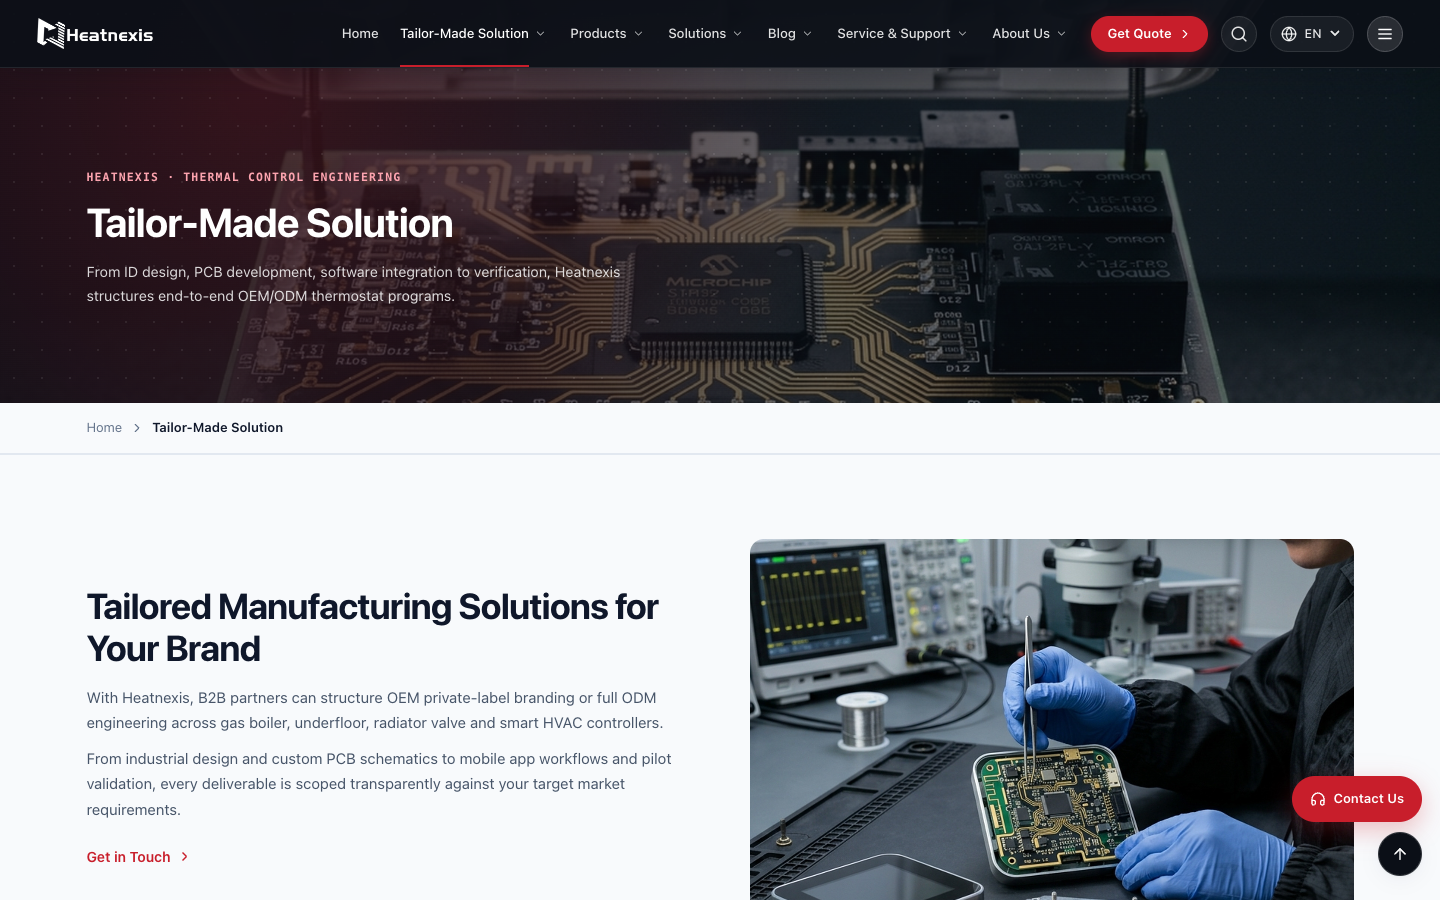 Heatnexis
Home
Tailor-Made Solution
Products
Solutions
Blog
Service & Support
About Us
Get Quote
EN
HEATNEXIS · THERMAL CONTROL ENGINEERING
Tailor-Made Solution
From ID design, PCB development, software integration to verification, Heatnexis
structures end-to-end OEM/ODM thermostat programs.
MICROCHIP
STM32
OMRON
D12
D12
Home
Tailor-Made Solution
Tailored Manufacturing Solutions for
Your Brand
With Heatnexis, B2B partners can structure OEM private-label branding or full ODM
engineering across gas boiler, underfloor, radiator valve and smart HVAC controllers.
From industrial design and custom PCB schematics to mobile app workflows and pilot
validation, every deliverable is scoped transparently against your target market
requirements.
Get in Touch
Contact Us